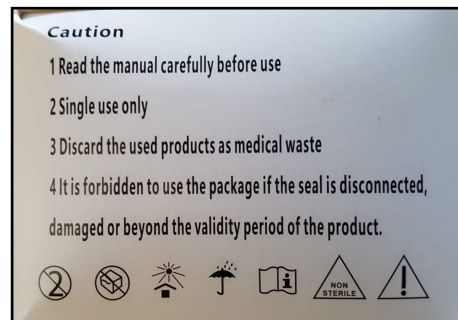 Caution
1 Read the manual carefully before use
2 Single use only
3 Discard the used products as medical waste
4 It is forbidden to use the package if the seal is disconnected,
damaged or beyond the validity period of the product.
2 i NON STERILE !